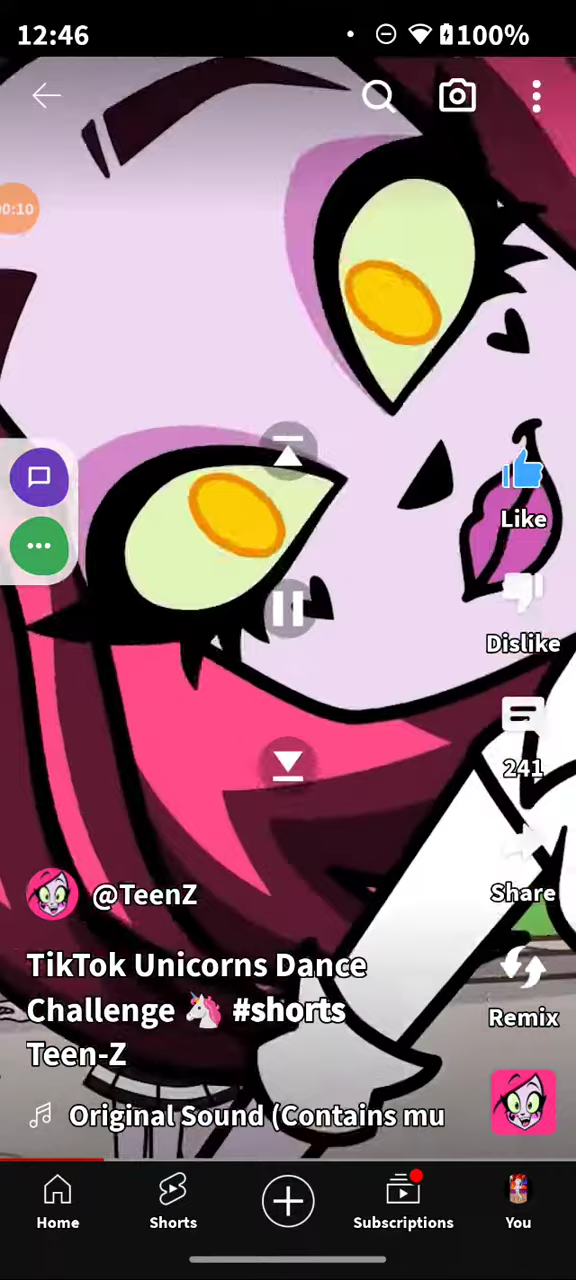 12:46
100%
00:10
Like
Dislike
241
Share
@TeenZ
TikTok Unicorns Dance
Challenge 🦄 #shorts
Teen-Z
Remix
Original Sound (Contains mu
Home
Shorts
Subscriptions
You